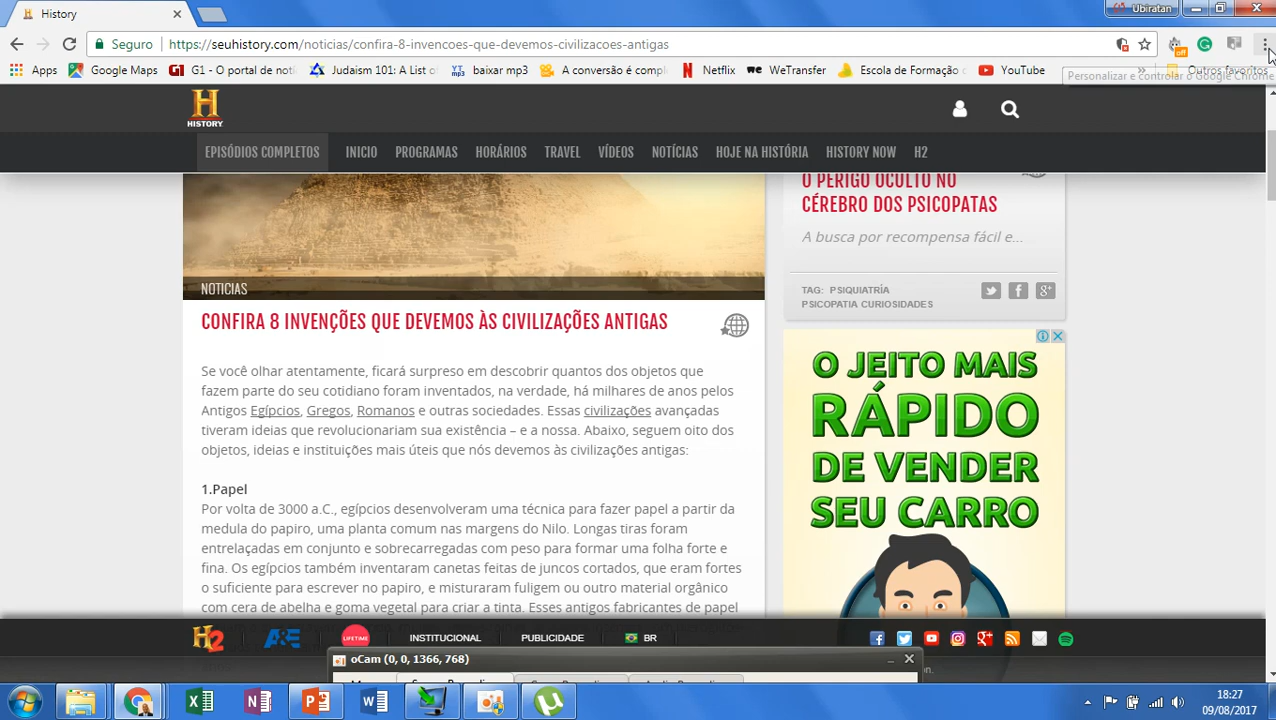 History
Ubiratan
Seguro https://seuhistory.com/noticias/confira-8-invencoes-que-devemos-civilizacoes-antigas
off
Apps Google Maps G1 - O portal de notí Judaism 101: A List o baixar mp3 A conversão é compl Netflix WeTransfer Escola de Formação YouTube » Outros favoritos
Personalizar e controlar o Google Chrome
H
HISTORY
EPISÓDIOS COMPLETOS INICIO PROGRAMAS HORÁRIOS TRAVEL VÍDEOS NOTÍCIAS HOJE NA HISTÓRIA HISTORY NOW H2
NOTICIAS
CONFIRA 8 INVENÇÕES QUE DEVEMOS ÀS CIVILIZAÇÕES ANTIGAS
Se você olhar atentamente, ficará surpreso em descobrir quantos dos objetos que
fazem parte do seu cotidiano foram inventados, na verdade, há milhares de anos pelos
Antigos Egípcios, Gregos, Romanos e outras sociedades. Essas civilizações avançadas
tiveram ideias que revolucionariam sua existência – e a nossa. Abaixo, seguem oito dos
objetos, ideias e instituições mais úteis que nós devemos às civilizações antigas:
1.Papel
Por volta de 3000 a.C., egípcios desenvolveram uma técnica para fazer papel a partir da
medula do papiro, uma planta comum nas margens do Nilo. Longas tiras foram
entrelaçadas em conjunto e sobrecarregadas com peso para formar uma folha forte e
fina. Os egípcios também inventaram canetas feitas de juncos cortados, que eram fortes
o suficiente para escrever no papiro, e misturaram fuligem ou outro material orgânico
com cera de abelha e goma vegetal para criar a tinta. Esses antigos fabricantes de papel
O PERIGO OCULTO NO
CÉREBRO DOS PSICOPATAS
A busca por recompensa fácil e...
TAG: PSIQUIATRÍA
PSICOPATIA CURIOSIDADES
O JEITO MAIS
RÁPIDO
DE VENDER
SEU CARRO
H2 A&E LIFETIME INSTITUCIONAL PUBLICIDADE BR
oCam (0, 0, 1366, 768)
18:27
09/08/2017